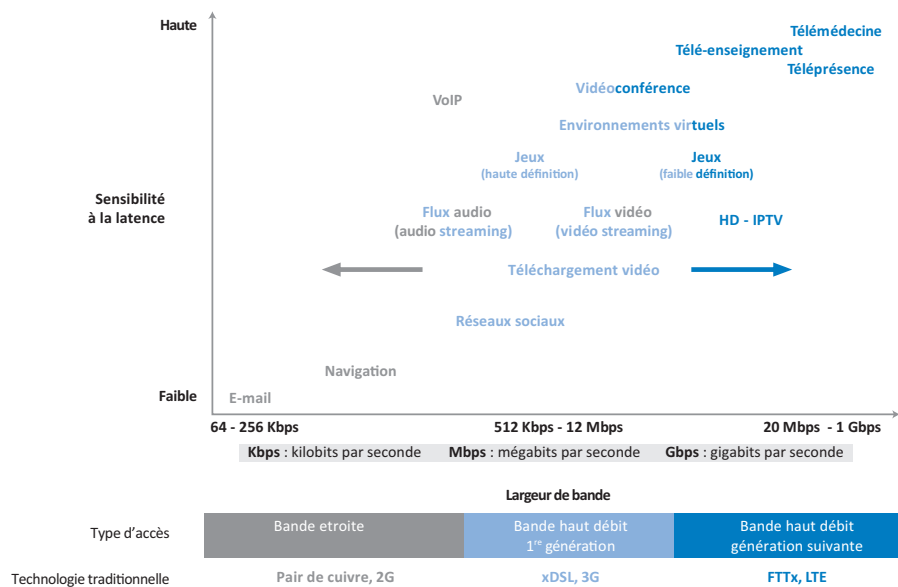 Haute
Télémédecine
Télé-enseignement
Téléprésence
Vidéoconférence
VoIP
Environnements virtuels
Jeux
(haute définition)
Jeux
(faible définition)
Sensibilité
à la latence
Flux audio
(audio streaming)
Flux vidéo
(vidéo streaming)
HD - IPTV
Téléchargement vidéo
Réseaux sociaux
Navigation
Faible
E-mail
64 - 256 Kbps
512 Kbps - 12 Mbps
20 Mbps - 1 Gbps
Kbps : kilobits par seconde Mbps : mégabits par seconde Gbps : gigabits par seconde
Largeur de bande
Type d'accès
Bande etroite
Bande haut débit
1re génération
Bande haut débit
génération suivante
Technologie traditionnelle
Pair de cuivre, 2G
xDSL, 3G
FTTx, LTE